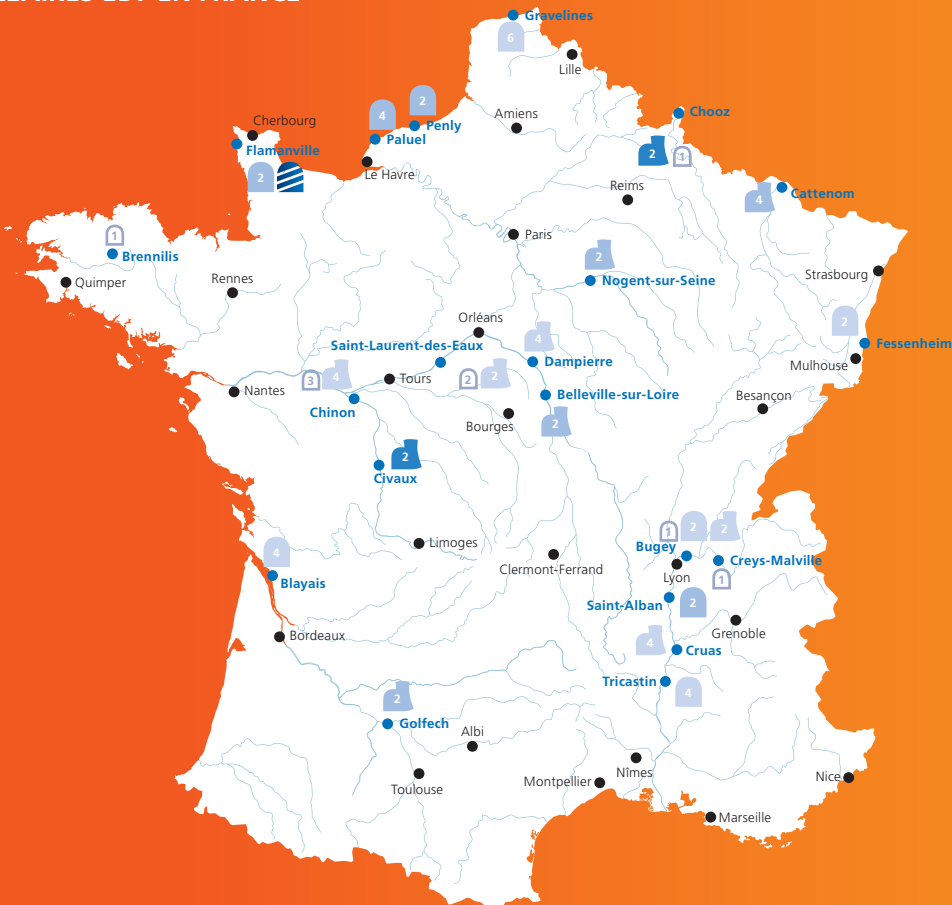 Gravelines
6
Lille
2
4
Penly
Paluel
Amiens
Chooz
Cherbourg
Flamanville
2
Le Havre
2
1
Reims
4
Cattenom
1
Brennilis
Paris
2
Quimper
Rennes
Nogent-sur-Seine
Strasbourg
Orléans
2
Saint-Laurent-des-Eaux
4
Fessenheim
Dampierre
Mulhouse
3
4
Tours
2
2
Nantes
Belleville-sur-Loire
Besançon
Chinon
Bourges
2
2
Civaux
1
2
2
Limoges
Bugey
4
Clermont-Ferrand
Creys-Malville
Lyon
1
Blayais
Saint-Alban
2
Bordeaux
Grenoble
4
Cruas
Tricastin
4
2
Golfech
Albi
Toulouse
Montpellier
Nîmes
Nice
Marseille